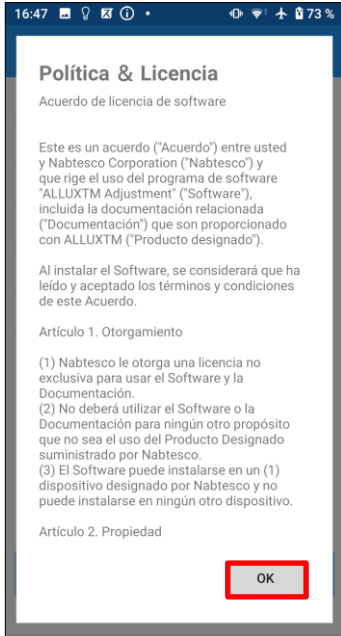 16:47 73 %
Política & Licencia
Acuerdo de licencia de software
Este es un acuerdo ("Acuerdo") entre usted
y Nabtesco Corporation ("Nabtesco") y
que rige el uso del programa de software
"ALLUXTM Adjustment" ("Software"),
incluida la documentación relacionada
("Documentación") que son proporcionado
con ALLUXTM ("Producto designado").
Al instalar el Software, se considerará que ha
leído y aceptado los términos y condiciones
de este Acuerdo.
Artículo 1. Otorgamiento
(1) Nabtesco le otorga una licencia no
exclusiva para usar el Software y la
Documentación.
(2) No deberá utilizar el Software o la
Documentación para ningún otro propósito
que no sea el uso del Producto Designado
suministrado por Nabtesco.
(3) El Software puede instalarse en un (1)
dispositivo designado por Nabtesco y no
puede instalarse en ningún otro dispositivo.
Artículo 2. Propiedad
OK